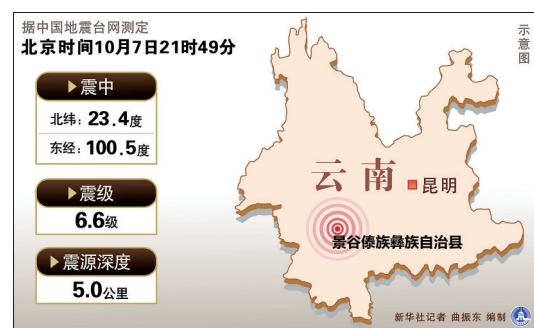 据中国地震台网测定
北京时间10月7日21时49分
示意图
震中
北纬：23.4度
东经：100.5度
震级
6.6级
震源深度
5.0公里
云南
昆明
景谷傣族彝族自治县
新华社记者 曲振东 编制